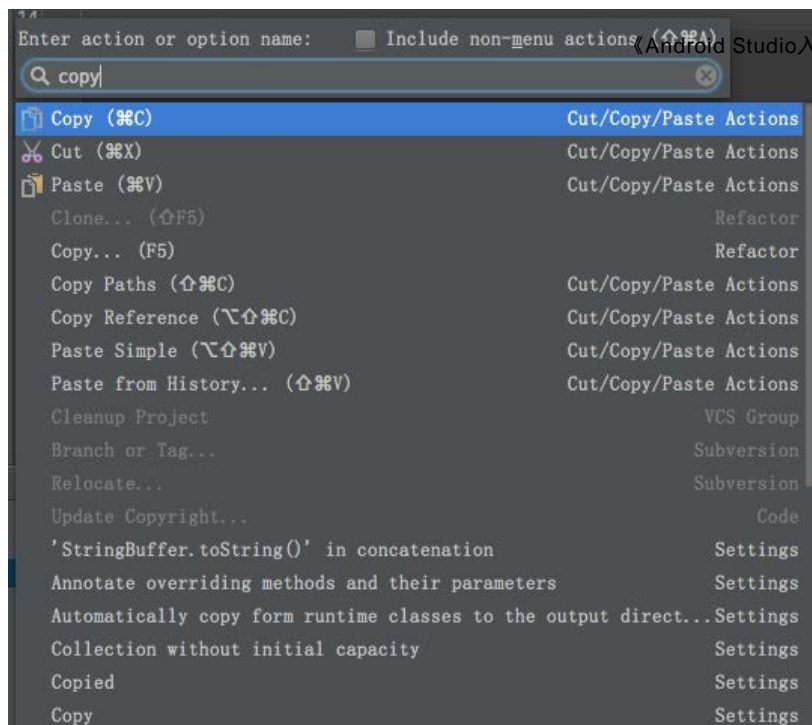 14
Enter action or option name: Include non-menu actions (⇧⌘A)
《Android Studio入
copy
Copy (⌘C) Cut/Copy/Paste Actions
Cut (⌘X) Cut/Copy/Paste Actions
Paste (⌘V) Cut/Copy/Paste Actions
Clone... (⇧F5) Refactor
Copy... (F5) Refactor
Copy Paths (⇧⌘C) Cut/Copy/Paste Actions
Copy Reference (⌥⇧⌘C) Cut/Copy/Paste Actions
Paste Simple (⌥⇧⌘V) Cut/Copy/Paste Actions
Paste from History... (⇧⌘V) Cut/Copy/Paste Actions
Cleanup Project VCS Group
Branch or Tag... Subversion
Relocate... Subversion
Update Copyright... Code
'StringBuffer.toString()' in concatenation Settings
Annotate overriding methods and their parameters Settings
Automatically copy form runtime classes to the output direct... Settings
Collection without initial capacity Settings
Copied Settings
Copy Settings